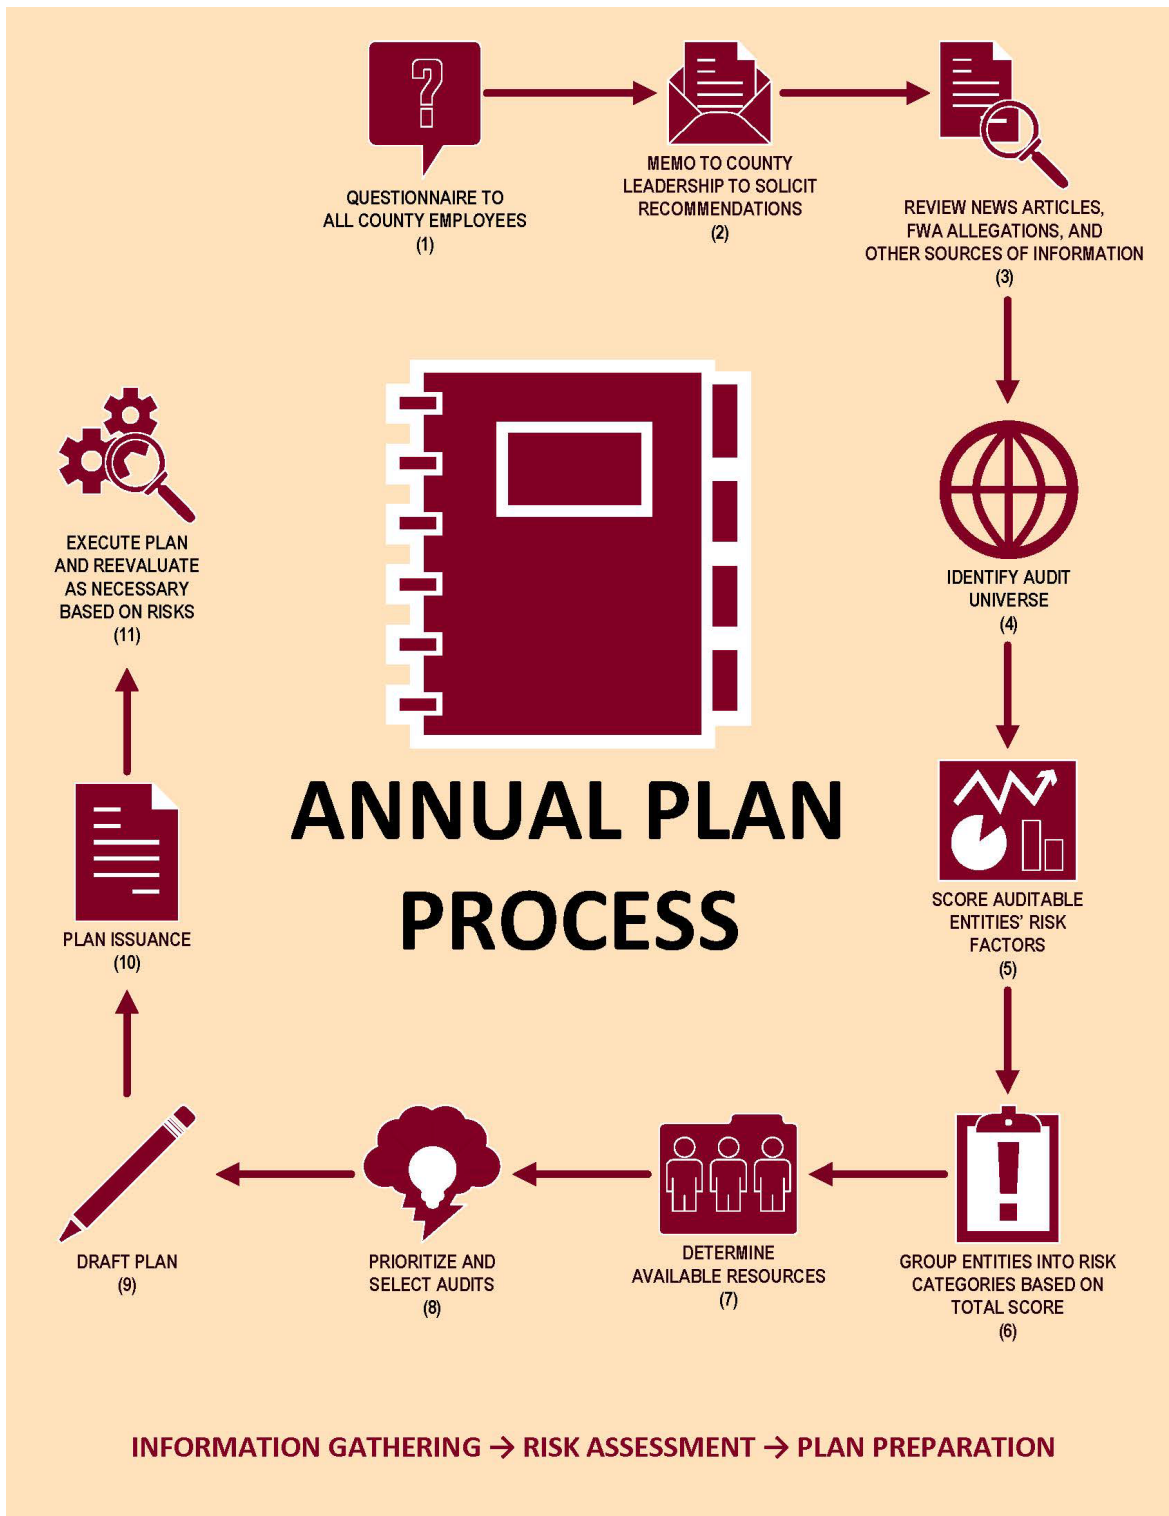 ?
QUESTIONNAIRE TO
ALL COUNTY EMPLOYEES
(1)
MEMO TO COUNTY
LEADERSHIP TO SOLICIT
RECOMMENDATIONS
(2)
REVIEW NEWS ARTICLES,
FWA ALLEGATIONS, AND
OTHER SOURCES OF INFORMATION
(3)
IDENTIFY AUDIT
UNIVERSE
(4)
SCORE AUDITABLE
ENTITIES’ RISK
FACTORS
(5)
!
GROUP ENTITIES INTO RISK
CATEGORIES BASED ON
TOTAL SCORE
(6)
DETERMINE
AVAILABLE RESOURCES
(7)
PRIORITIZE AND
SELECT AUDITS
(8)
DRAFT PLAN
(9)
PLAN ISSUANCE
(10)
EXECUTE PLAN
AND REEVALUATE
AS NECESSARY
BASED ON RISKS
(11)
ANNUAL PLAN
PROCESS
INFORMATION GATHERING → RISK ASSESSMENT → PLAN PREPARATION